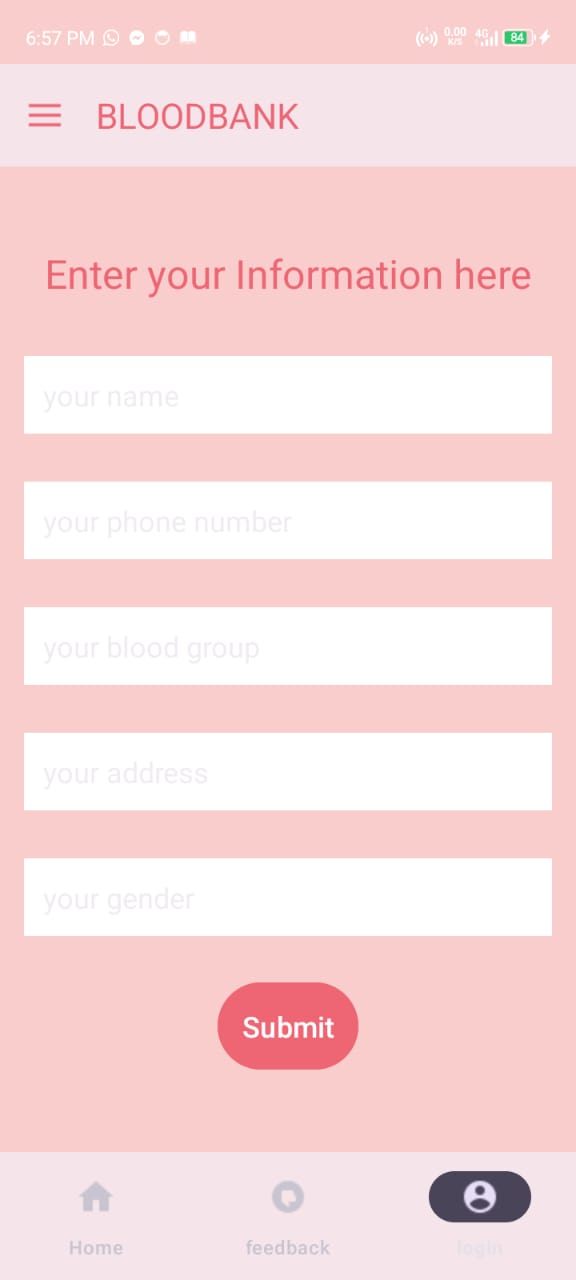 6:57 PM
0.00
K/S
4G
84
BLOODBANK
Enter your Information here
your name
your phone number
your blood group
your address
your gender
Submit
Home
feedback
login